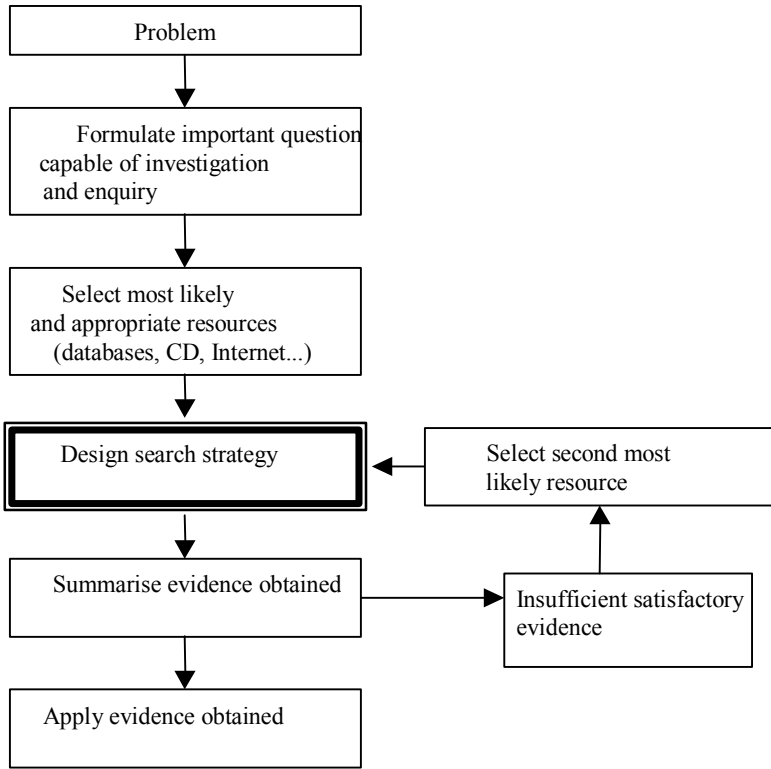 Problem
Formulate important question
capable of investigation
and enquiry
Select most likely
and appropriate resources
(databases, CD, Internet...)
Design search strategy
Select second most
likely resource
Summarise evidence obtained
Insufficient satisfactory
evidence
Apply evidence obtained